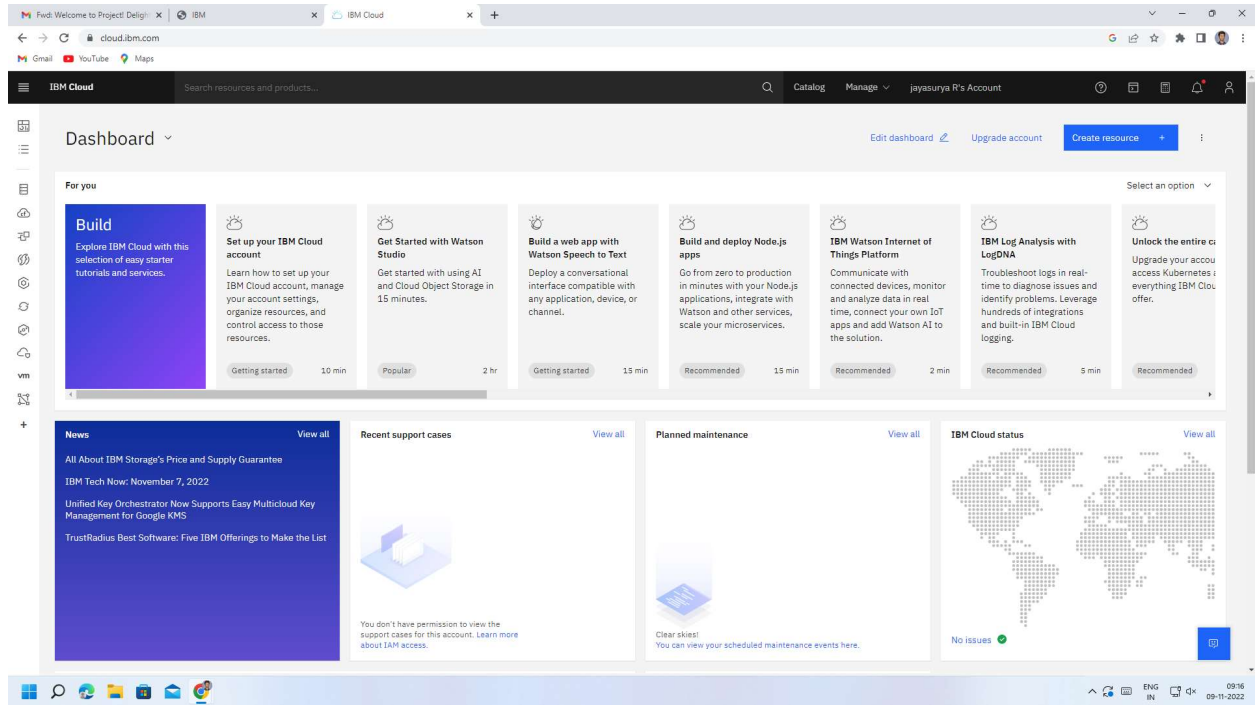 Fwd: Welcome to Project! Deligh
IBM
IBM Cloud
cloud.ibm.com
Gmail
YouTube
Maps
IBM Cloud
Search resources and products...
Catalog
Manage
jayasurya R's Account
Dashboard
Edit dashboard
Upgrade account
Create resource +
For you
Select an option
Build
Explore IBM Cloud with this
selection of easy starter
tutorials and services.
Set up your IBM Cloud
account
Learn how to set up your
IBM Cloud account, manage
your account settings,
organize resources, and
control access to those
resources.
Getting started
10 min
Get Started with Watson
Studio
Get started with using AI
and Cloud Object Storage in
15 minutes.
Popular
2 hr
Build a web app with
Watson Speech to Text
Deploy a conversational
interface compatible with
any application, device, or
channel.
Getting started
15 min
Build and deploy Node.js
apps
Go from zero to production
in minutes with your Node.js
applications, integrate with
Watson and other services,
scale your microservices.
Recommended
15 min
IBM Watson Internet of
Things Platform
Communicate with
connected devices, monitor
and analyze data in real
time, connect your own IoT
apps and add Watson AI to
the solution.
Recommended
2 min
IBM Log Analysis with
LogDNA
Troubleshoot logs in real-
time to diagnose issues and
identify problems. Leverage
hundreds of integrations
and built-in IBM Cloud
logging.
Recommended
5 min
Unlock the entire ca
Upgrade your accou
access Kubernetes a
everything IBM Clou
offer.
Recommended
vm
News
View all
All About IBM Storage's Price and Supply Guarantee
IBM Tech Now: November 7, 2022
Unified Key Orchestrator Now Supports Easy Multicloud Key
Management for Google KMS
TrustRadius Best Software: Five IBM Offerings to Make the List
Recent support cases
View all
You don't have permission to view the
support cases for this account. Learn more
about IAM access.
Planned maintenance
View all
Clear skies!
You can view your scheduled maintenance events here.
IBM Cloud status
View all
No issues
ENG
IN
09:16
09-11-2022